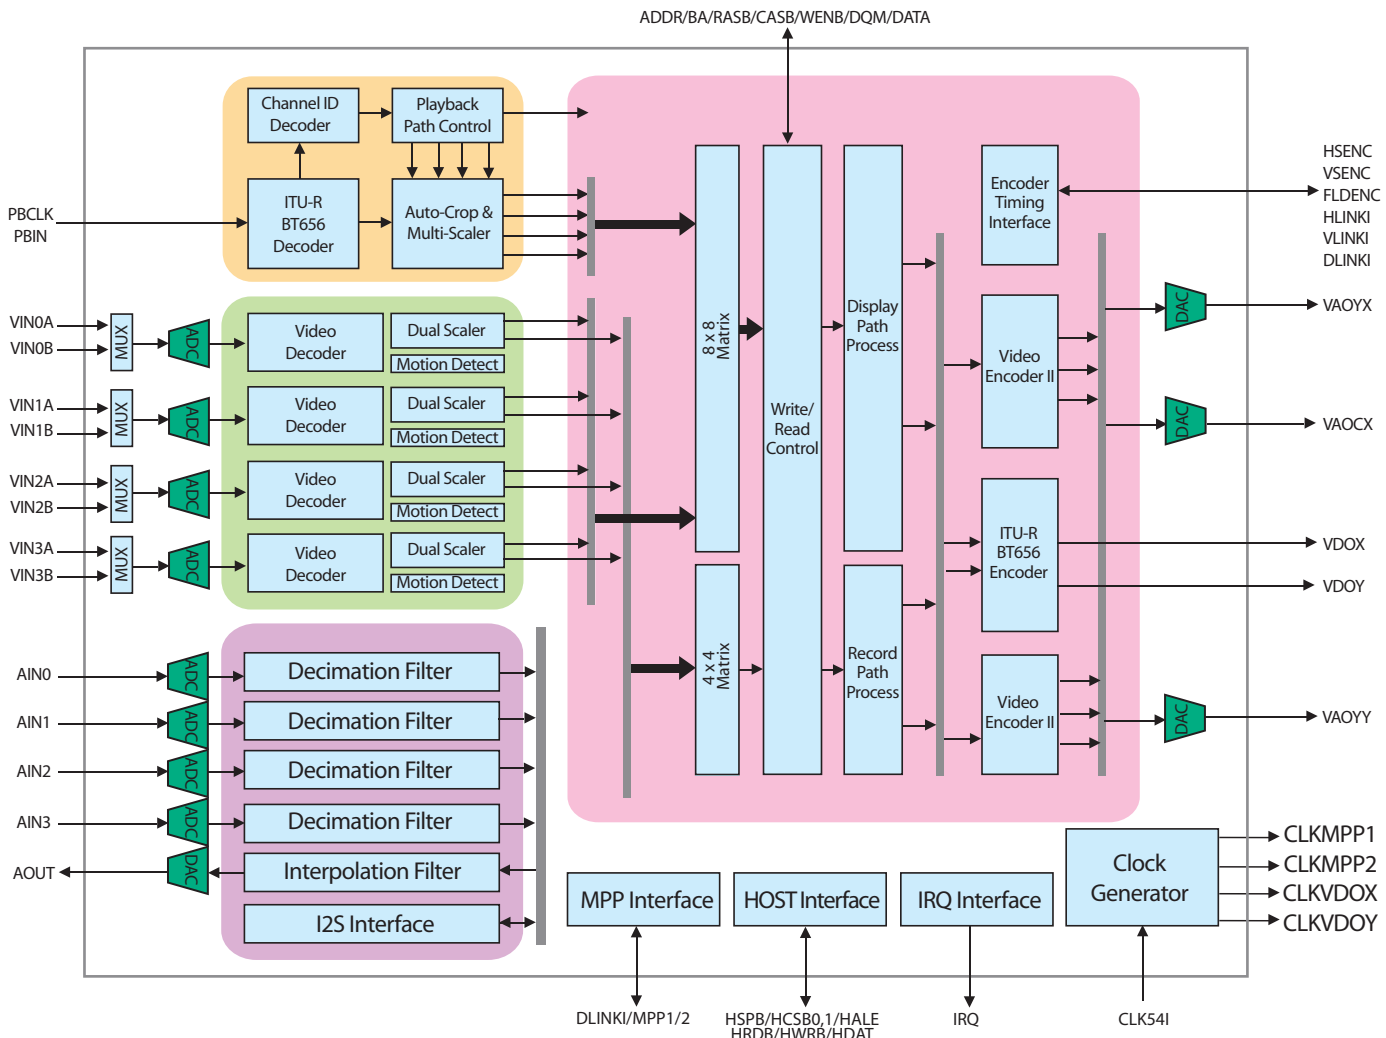 ADDR/BA/RASB/CASB/WENB/DQM/DATA
Channel ID
Decoder
Playback
Path Control
ITU-R
BT656
Decoder
Auto-Crop &
Multi-Scaler
PBCLK
PBIN
VIN0A
VIN0B
MUX
ADC
Video
Decoder
Dual Scaler
Motion Detect
VIN1A
VIN1B
MUX
ADC
Video
Decoder
Dual Scaler
Motion Detect
VIN2A
VIN2B
MUX
ADC
Video
Decoder
Dual Scaler
Motion Detect
VIN3A
VIN3B
MUX
ADC
Video
Decoder
Dual Scaler
Motion Detect
AIN0
ADC
Decimation Filter
AIN1
ADC
Decimation Filter
AIN2
ADC
Decimation Filter
AIN3
ADC
Decimation Filter
AOUT
DAC
Interpolation Filter
I2S Interface
8 x 8
Matrix
4 x 4
Matrix
Write/
Read
Control
Display
Path
Process
Record
Path
Process
Encoder
Timing
Interface
Video
Encoder II
ITU-R
BT656
Encoder
Video
Encoder II
HSENC
VSENC
FLDENC
HLINKI
VLINKI
DLINKI
DAC
VAOYX
DAC
VAOCX
VDOX
VDOY
DAC
VAOYY
MPP Interface
HOST Interface
IRQ Interface
Clock
Generator
CLKMPP1
CLKMPP2
CLKVDOX
CLKVDOY
DLINKI/MPP1/2
HSPB/HCSB0,1/HALE
HRDB/HWRB/HDAT
IRQ
CLK54I